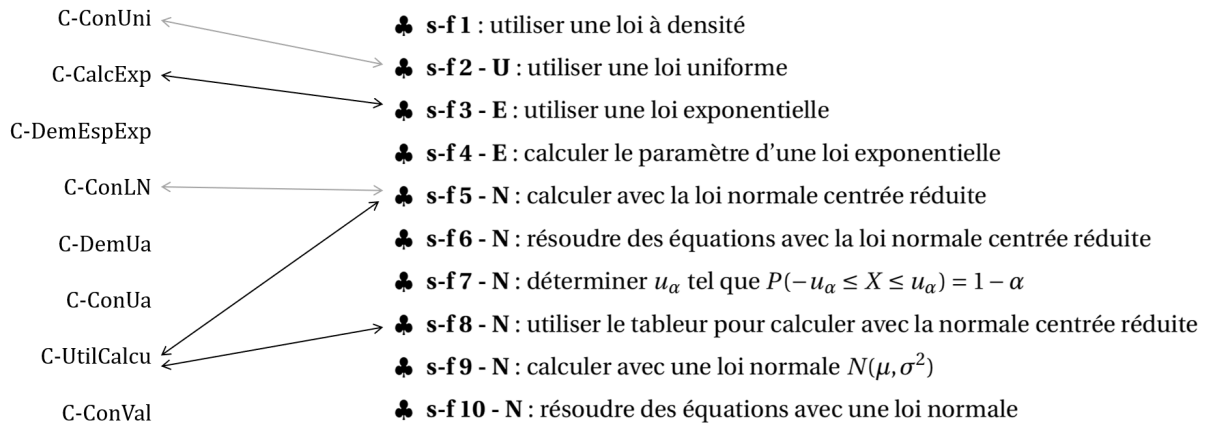 C-ConUni
C-CalcExp
C-DemEspExp
C-ConLN
C-DemUa
C-ConUa
C-UtilCalcu
C-ConVal
♣ s-f 1 : utiliser une loi à densité
♣ s-f 2 - U : utiliser une loi uniforme
♣ s-f 3 - E : utiliser une loi exponentielle
♣ s-f 4 - E : calculer le paramètre d'une loi exponentielle
♣ s-f 5 - N : calculer avec la loi normale centrée réduite
♣ s-f 6 - N : résoudre des équations avec la loi normale centrée réduite
♣ s-f 7 - N : déterminer uα tel que P(−uα ≤ X ≤ uα) = 1 − α
♣ s-f 8 - N : utiliser le tableur pour calculer avec la normale centrée réduite
♣ s-f 9 - N : calculer avec une loi normale N(μ,σ²)
♣ s-f 10 - N : résoudre des équations avec une loi normale